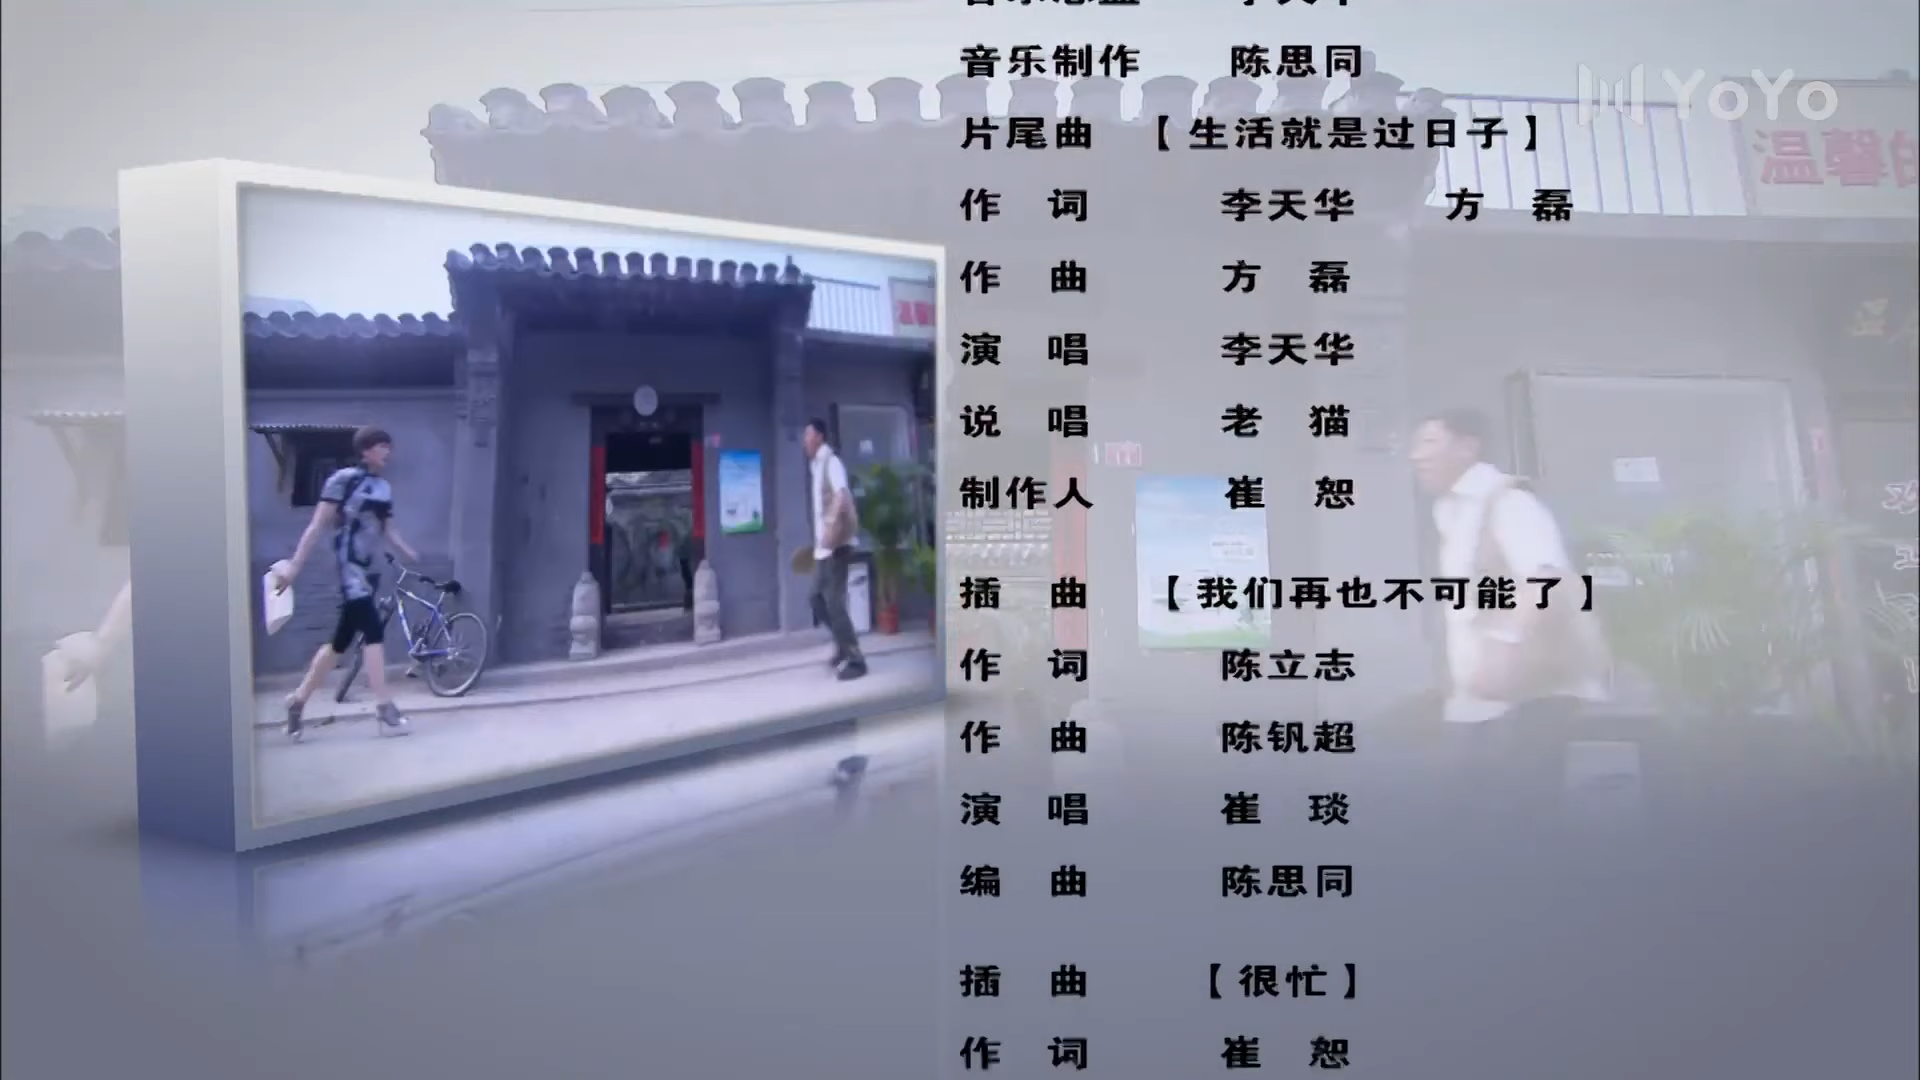 音乐制作 陈思同
片尾曲 【生活就是过日子】
作 词 李天华 方 磊
作 曲 方 磊
演 唱 李天华
说 唱 老 猫
制作人 崔 恕
插 曲 【我们再也不可能了】
作 词 陈立志
作 曲 陈钒超
演 唱 崔 琰
编 曲 陈思同
插 曲 【很忙】
作 词 崔 恕
YoYo
温馨